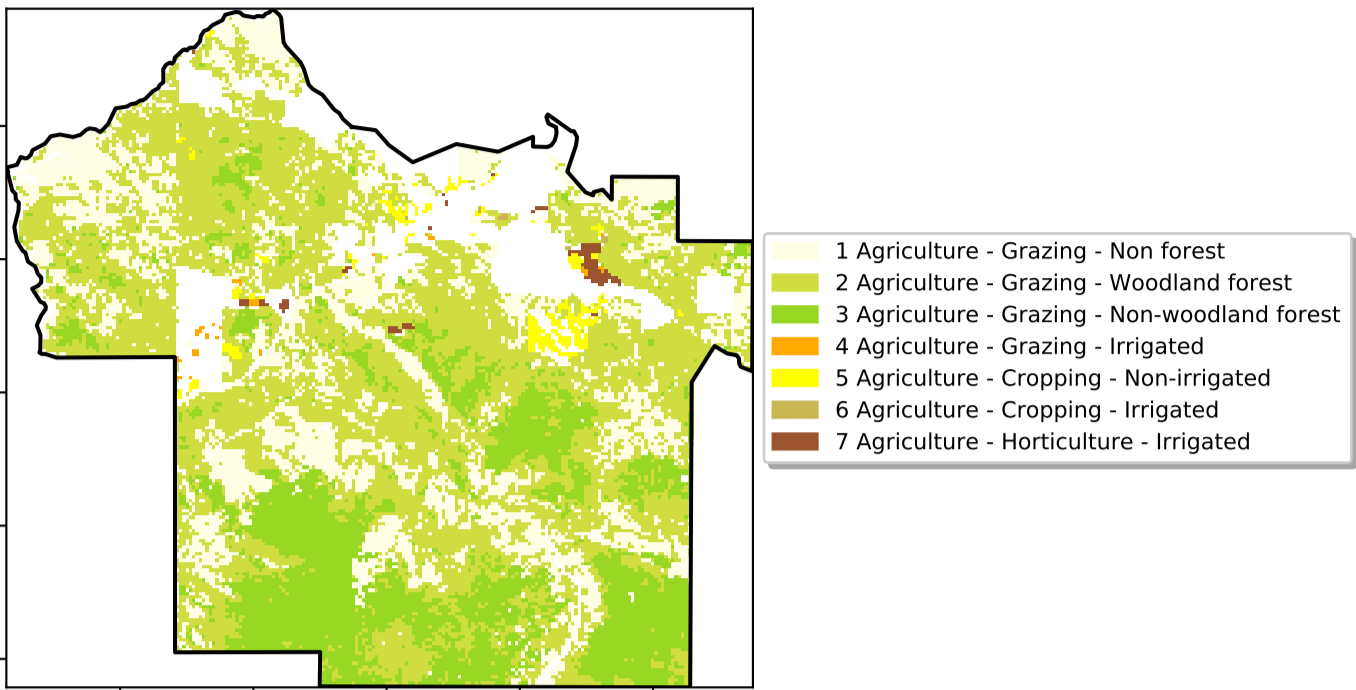 1 Agriculture - Grazing - Non forest
2 Agriculture - Grazing - Woodland forest
3 Agriculture - Grazing - Non-woodland forest
4 Agriculture - Grazing - Irrigated
5 Agriculture - Cropping - Non-irrigated
6 Agriculture - Cropping - Irrigated
7 Agriculture - Horticulture - Irrigated